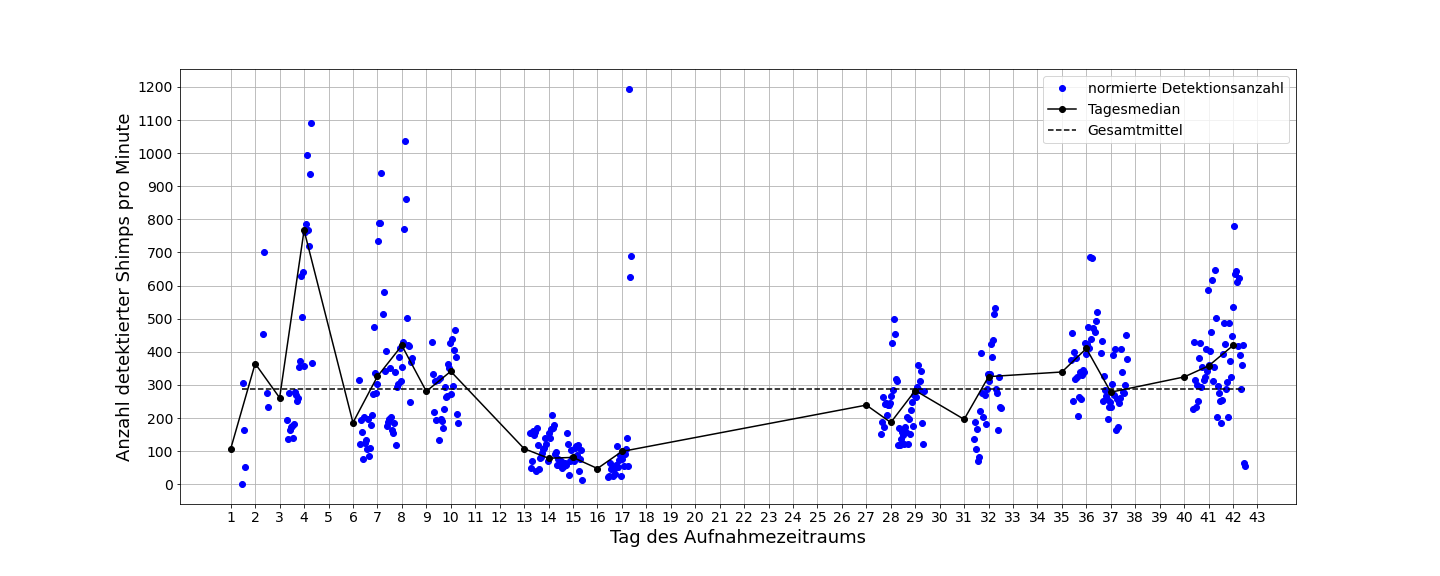 1200
1100
1000
900
800
700
600
500
400
300
200
100
0
Anzahl detektierter Shimps pro Minute
normierte Detektionsanzahl
Tagesmedian
Gesamtmittel
1 2 3 4 5 6 7 8 9 10 11 12 13 14 15 16 17 18 19 20 21 22 23 24 25 26 27 28 29 30 31 32 33 34 35 36 37 38 39 40 41 42 43
Tag des Aufnahmezeitraums